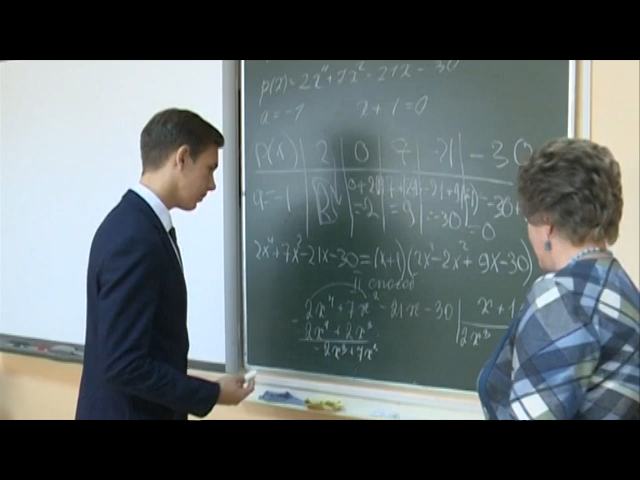 p(x)=2x⁴+7x²-21x-30
a=-1 x+1=0
p(x) | 2 | 0 | 7 | -21 | -30
a=-1
=2 =9 -30 =0
2x⁴+7x²-21x-30=(x+1)(2x³-2x²+9x-30)
II способ
2x⁴+7x²-21x-30 | x+1
2x⁴+2x³ 2x³
-2x³+7x²